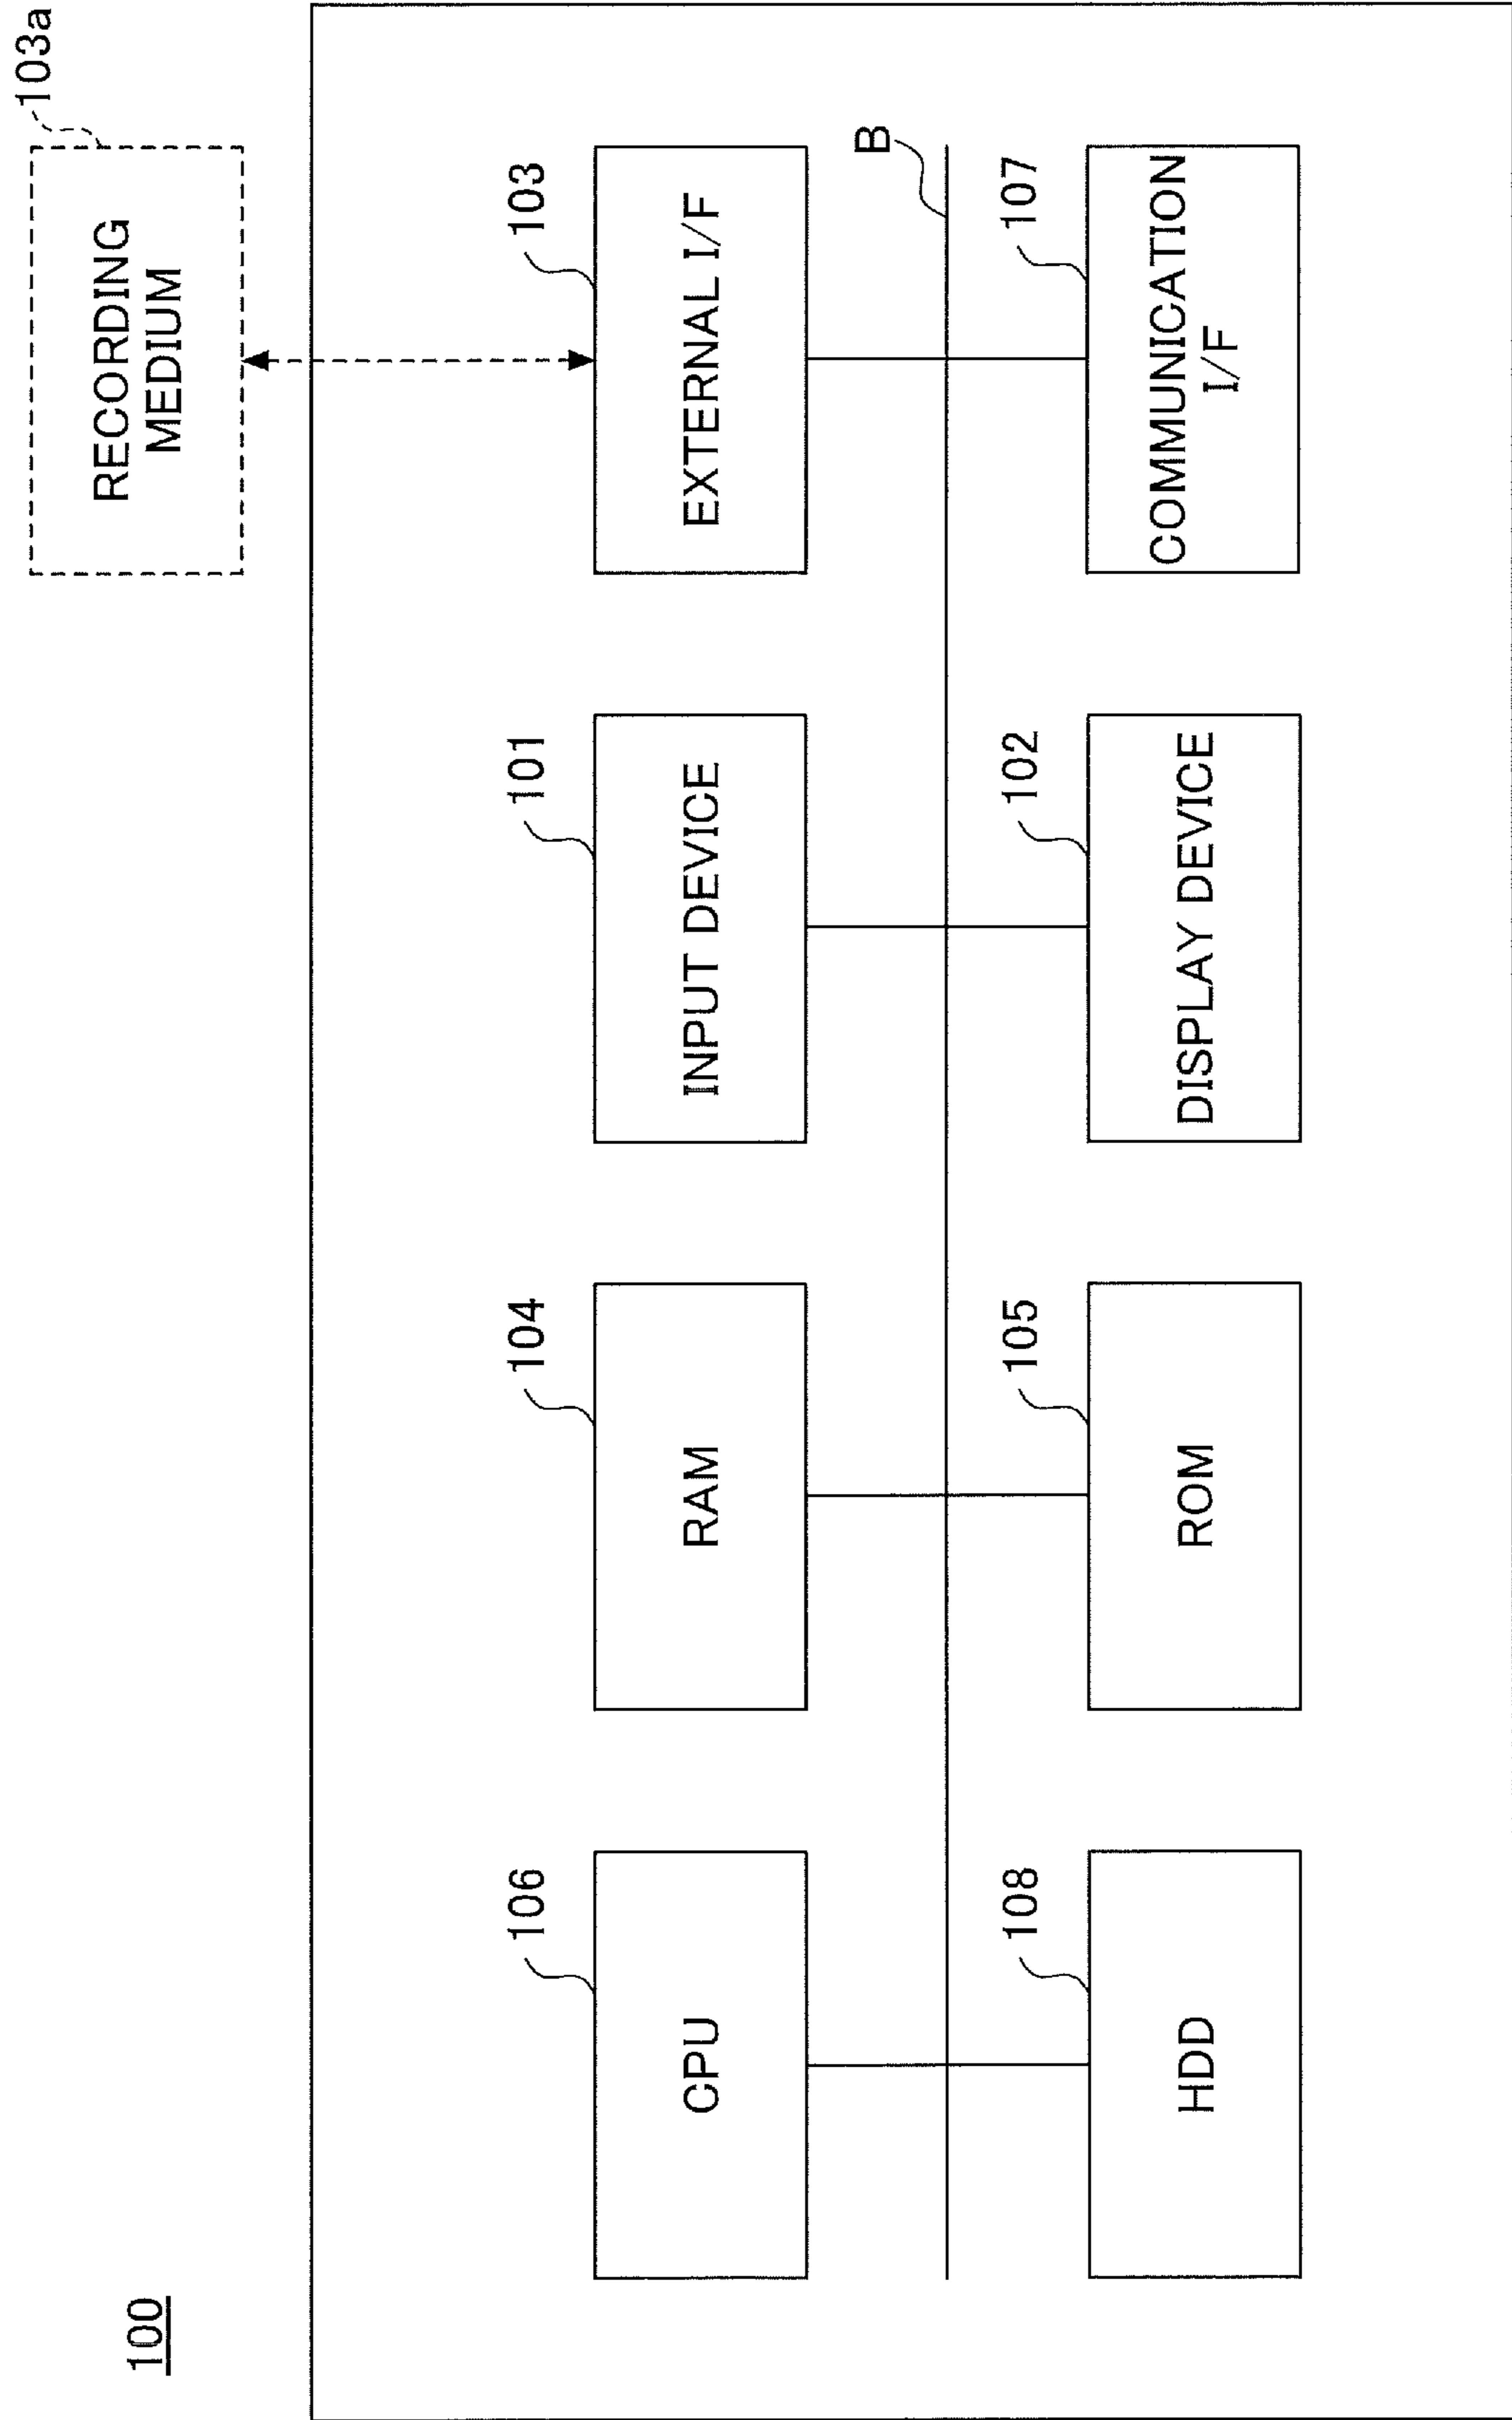 100
103a
RECORDING
MEDIUM
106
CPU
104
RAM
101
INPUT DEVICE
103
EXTERNAL I/F
B
108
HDD
105
ROM
102
DISPLAY DEVICE
107
COMMUNICATION
I/F